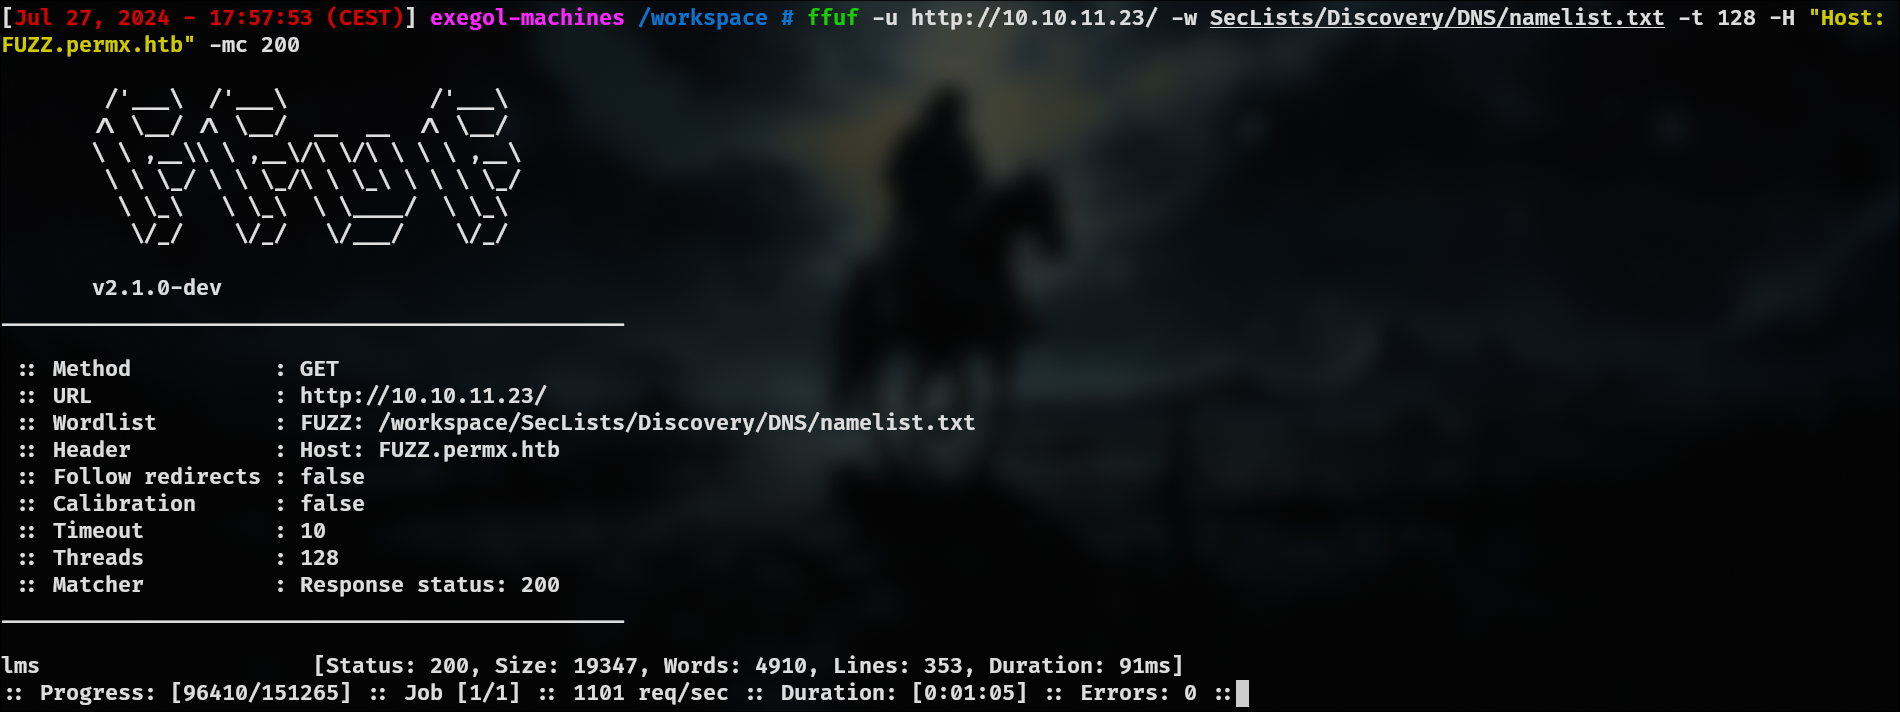 [Jul 27, 2024 - 17:57:53 (CEST)] exegol-machines /workspace # ffuf -u http://10.10.11.23/ -w SecLists/Discovery/DNS/namelist.txt -t 128 -H "Host:
FUZZ.permx.htb" -mc 200
        /'___\  /'___\           /'___\
       /\ \__/ /\ \__/  __  __  /\ \__/
       \ \ ,__\\ \ ,__\/\ \/\ \ \ \ ,__\
        \ \ \_/ \ \ \_/\ \ \_\ \ \ \ \_/
         \ \_\   \ \_\  \ \____/  \ \_\
          \/_/    \/_/   \/___/    \/_/
       v2.1.0-dev
________________________________________________
 :: Method           : GET
 :: URL              : http://10.10.11.23/
 :: Wordlist         : FUZZ: /workspace/SecLists/Discovery/DNS/namelist.txt
 :: Header           : Host: FUZZ.permx.htb
 :: Follow redirects : false
 :: Calibration      : false
 :: Timeout          : 10
 :: Threads          : 128
 :: Matcher          : Response status: 200
________________________________________________
lms                     [Status: 200, Size: 19347, Words: 4910, Lines: 353, Duration: 91ms]
:: Progress: [96410/151265] :: Job [1/1] :: 1101 req/sec :: Duration: [0:01:05] :: Errors: 0 ::